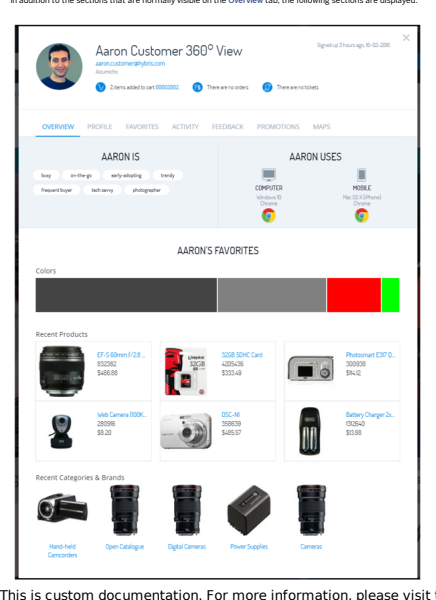 In addition to the sections that are normally visible on the Overview tab, the following sections are displayed.
Aaron Customer 360° View
Signed up 3 hours ago, 16-02-2018
aaron.customer@hybris.com
2 items added to cart 00003002
There are no orders
There are no tickets
OVERVIEW PROFILE FAVORITES ACTIVITY FEEDBACK PROMOTIONS MAPS
AARON IS
busy on-the-go early-adopting trendy
frequent buyer tech savvy photographer
AARON USES
COMPUTER
Windows 10
Chrome
MOBILE
Mac OS X (iPhone)
Chrome
AARON'S FAVORITES
Colors
Recent Products
EF-S 60mm f/2.8 ...
832382
$486.88
32GB SDHC Card
4205436
$333.49
Photosmart E317 D...
300938
$114.12
Web Camera (100K...
280916
$8.20
DSC-N1
358639
$485.57
Battery Charger 2x...
1312640
$13.98
Recent Categories & Brands
Hand-held
Camcorders
Open Catalogue
Digital Cameras
Power Supplies
Cameras
This is custom documentation. For more information, please visit